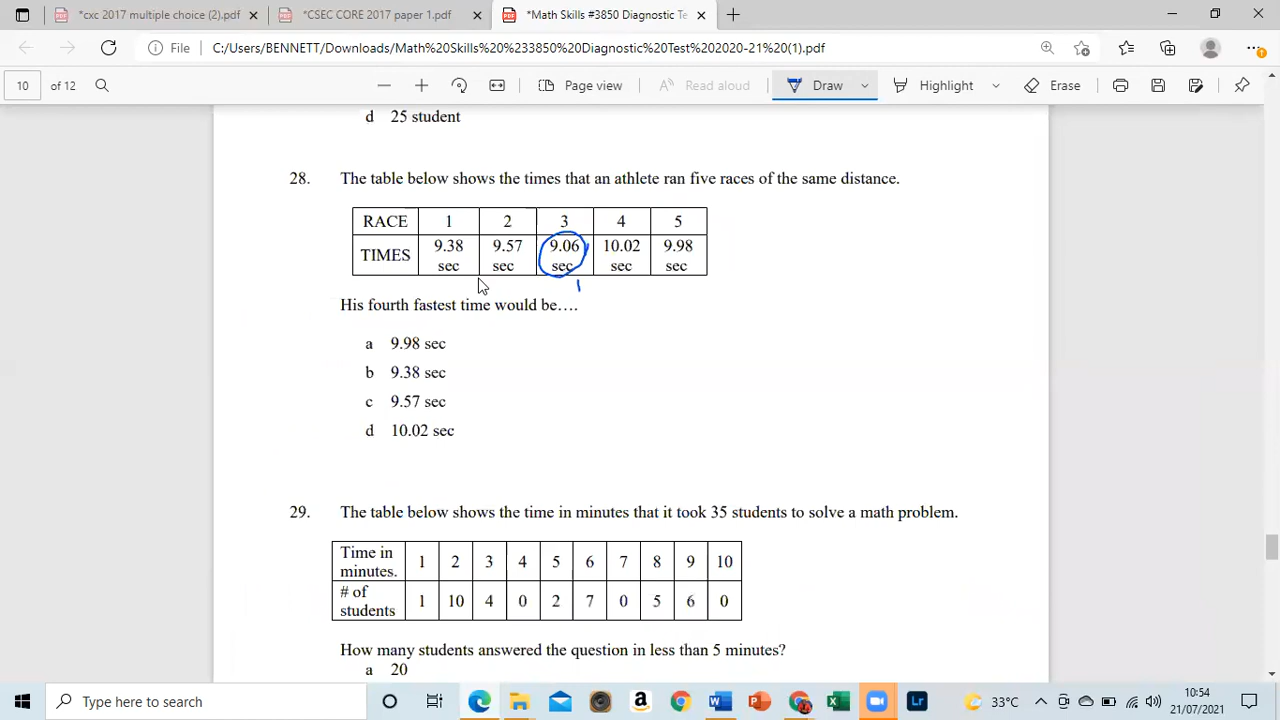 *cxc 2017 multiple choice (2).pdf
*CSEC CORE 2017 paper 1.pdf
*Math Skills #3850 Diagnostic Te
File
C:/Users/BENNETT/Downloads/Math%20Skills%20%233850%20Diagnostic%20Test%202020-21%20(1).pdf
10 of 12
Page view
Read aloud
Draw
Highlight
Erase
d 25 student
28. The table below shows the times that an athlete ran five races of the same distance.
RACE 1 2 3 4 5
TIMES 9.38 sec 9.57 sec 9.06 sec 10.02 sec 9.98 sec
His fourth fastest time would be….
a 9.98 sec
b 9.38 sec
c 9.57 sec
d 10.02 sec
29. The table below shows the time in minutes that it took 35 students to solve a math problem.
Time in minutes. 1 2 3 4 5 6 7 8 9 10
# of students 1 10 4 0 2 7 0 5 6 0
How many students answered the question in less than 5 minutes?
a 20
Type here to search
33°C
10:54
21/07/2021